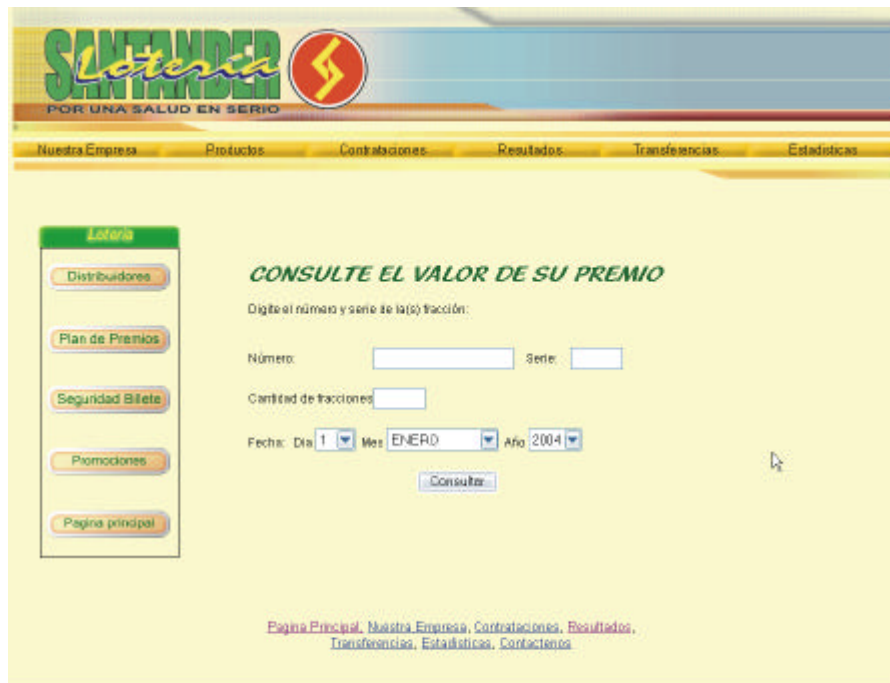 SANTANDER
Lotería
POR UNA SALUD EN SERIO
Nuestra Empresa Productos Contrataciones Resultados Transferencias Estadisticas
Lotería
Distribuidores
Plan de Premios
Seguridad Billete
Promociones
Pagina principal
CONSULTE EL VALOR DE SU PREMIO
Digite el número y serie de la(s) fracción:
Número: Serie:
Cantidad de fracciones
Fecha: Dia 1 Mes ENERO Año 2004
Consultar
Pagina Principal, Nuestra Empresa, Contrataciones, Resultados,
Transferencias, Estadisticas, Contactenos